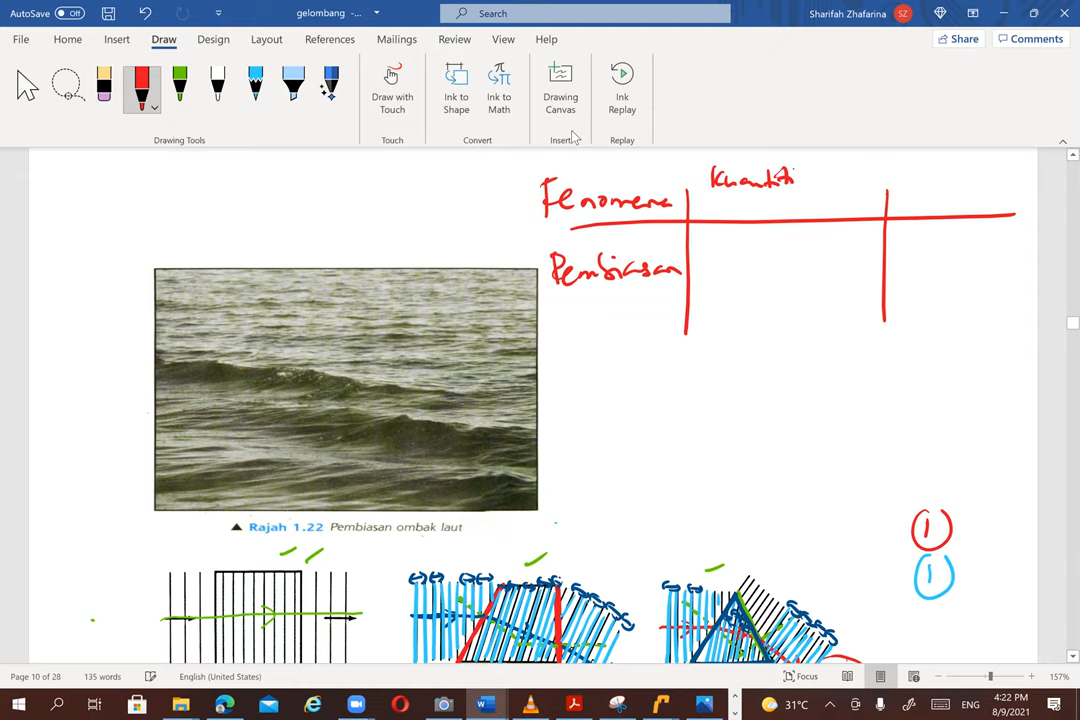 AutoSave Off gelombang -... Search Sharifah Zhafarina SZ
File Home Insert Draw Design Layout References Mailings Review View Help Share Comments
Draw with Touch
Ink to Shape
Ink to Math
Drawing Canvas
Ink Replay
Drawing Tools Touch Convert Insert Replay
Fenomena Khantiti
Pembiasan
▲ Rajah 1.22 Pembiasan ombak laut
1
1
Page 10 of 28 135 words English (United States) Focus 157%
31°C ENG 4:22 PM 8/9/2021